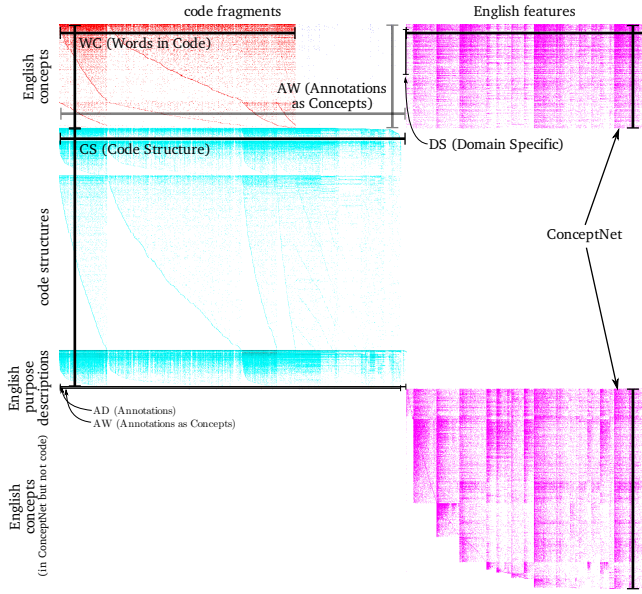 code fragments
English features
English
concepts
WC (Words in Code)
AW (Annotations
as Concepts)
DS (Domain Specific)
CS (Code Structure)
ConceptNet
code structures
English
purpose
descriptions
AD (Annotations)
AW (Annotations as Concepts)
English
concepts
(in ConceptNet but not code)